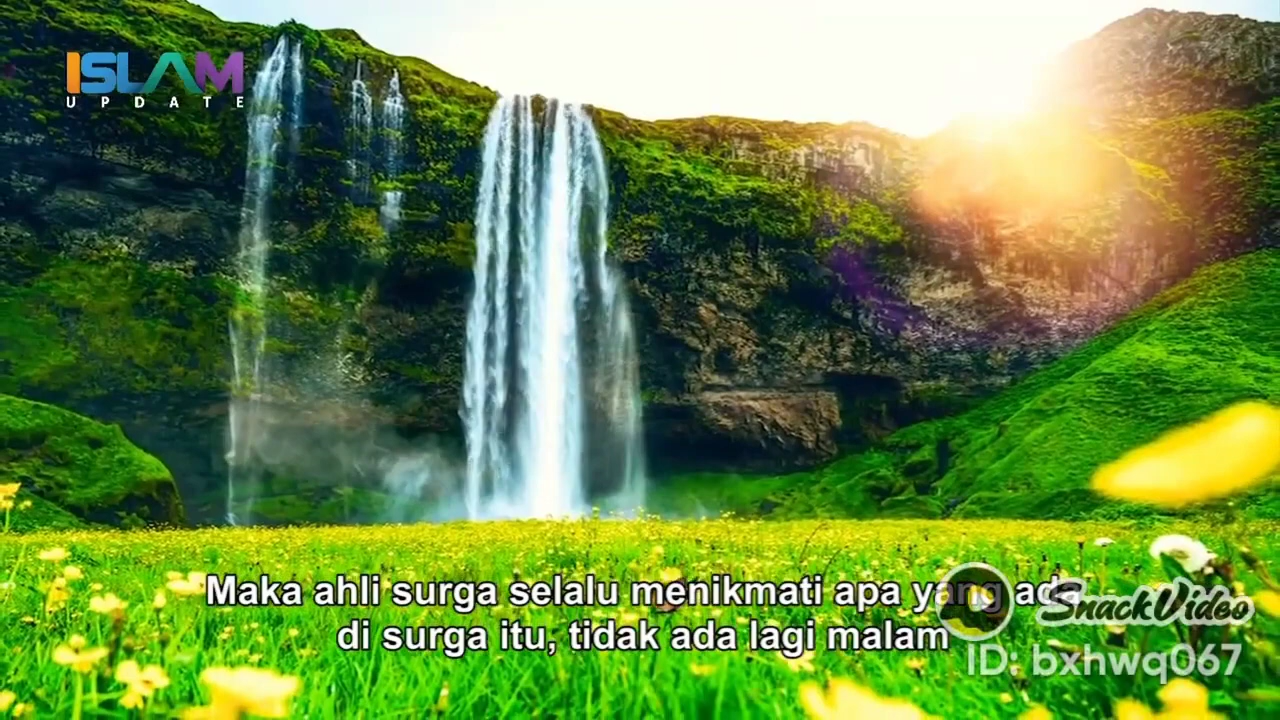 ISLAM
UPDATE
Maka ahli surga selalu menikmati apa yang ada
di surga itu, tidak ada lagi malam
SnackVideo
ID: bxhwq067